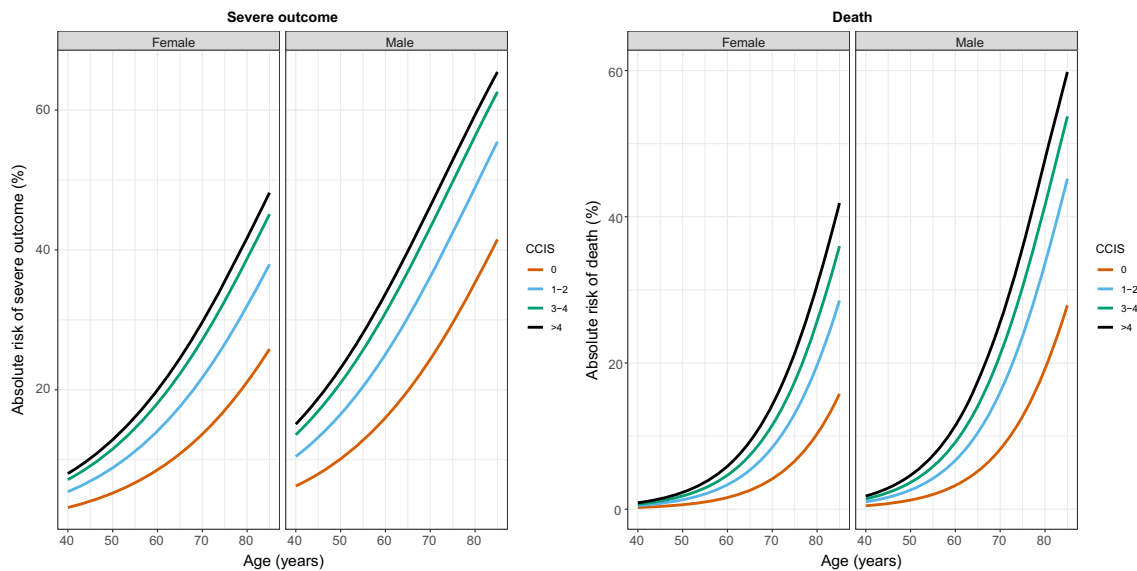 Severe outcome
Female
Male
Absolute risk of severe outcome (%)
60
40
20
40 50 60 70 80
40 50 60 70 80
Age (years)
CCIS
0
1−2
3−4
>4
Death
Female
Male
Absolute risk of death (%)
60
40
20
0
40 50 60 70 80
40 50 60 70 80
Age (years)
CCIS
0
1−2
3−4
>4